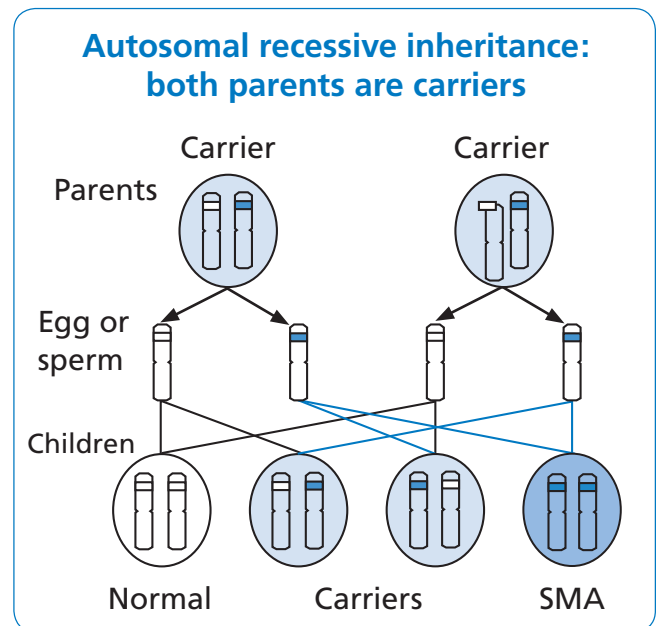 Autosomal recessive inheritance:
both parents are carriers
Carrier
Carrier
Parents
Egg or
sperm
Children
Normal
Carriers
SMA